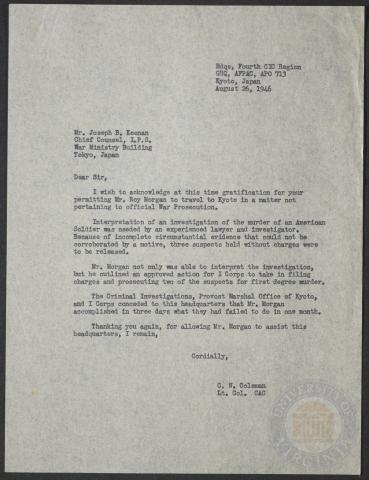 Hdqs, Fourth CIC Region
GHQ, AFPAC, APO 713
Kyoto, Japan
August 26, 1946
Mr. Joseph B. Keenan
Chief Counsel, I.P.S.
War Ministry Building
Tokyo, Japan
Dear Sir,
I wish to acknowledge at this time gratification for your
permitting Mr. Roy Morgan to travel to Kyoto in a matter not
pertaining to official War Prosecution.
Interpretation of an investigation of the murder of an American
Soldier was needed by an experienced lawyer and investigator.
Because of incomplete circumstantial evidence that could not be
corroborated by a motive, three suspects held without charges were
to be released.
Mr. Morgan not only was able to interpret the investigation,
but he outlined an approved action for I Corps to take in filing
charges and prosecuting two of the suspects for first degree murder.
The Criminal Investigations, Provost Marshal Office of Kyoto,
and I Corps conceded to this headquarters that Mr. Morgan
accomplished in three days what they had failed to do in one month.
Thanking you again, for allowing Mr. Morgan to assist this
headquarters, I remain,
Cordially,
C. N. Coleman
Lt. Col. CAC
UNIVERSITY OF VIRGINIA